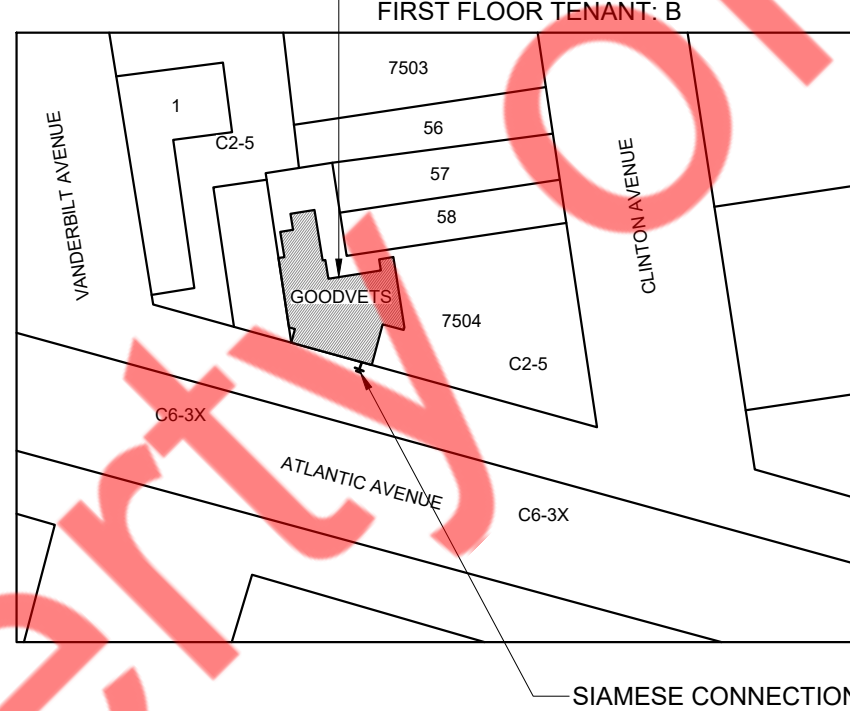 FIRST FLOOR TENANT: B
7503
1
56
C2-5
57
58
VANDERBILT AVENUE
CLINTON AVENUE
GOODVETS
7504
C2-5
C6-3X
ATLANTIC AVENUE
C6-3X
SIAMESE CONNECTION
erty
o